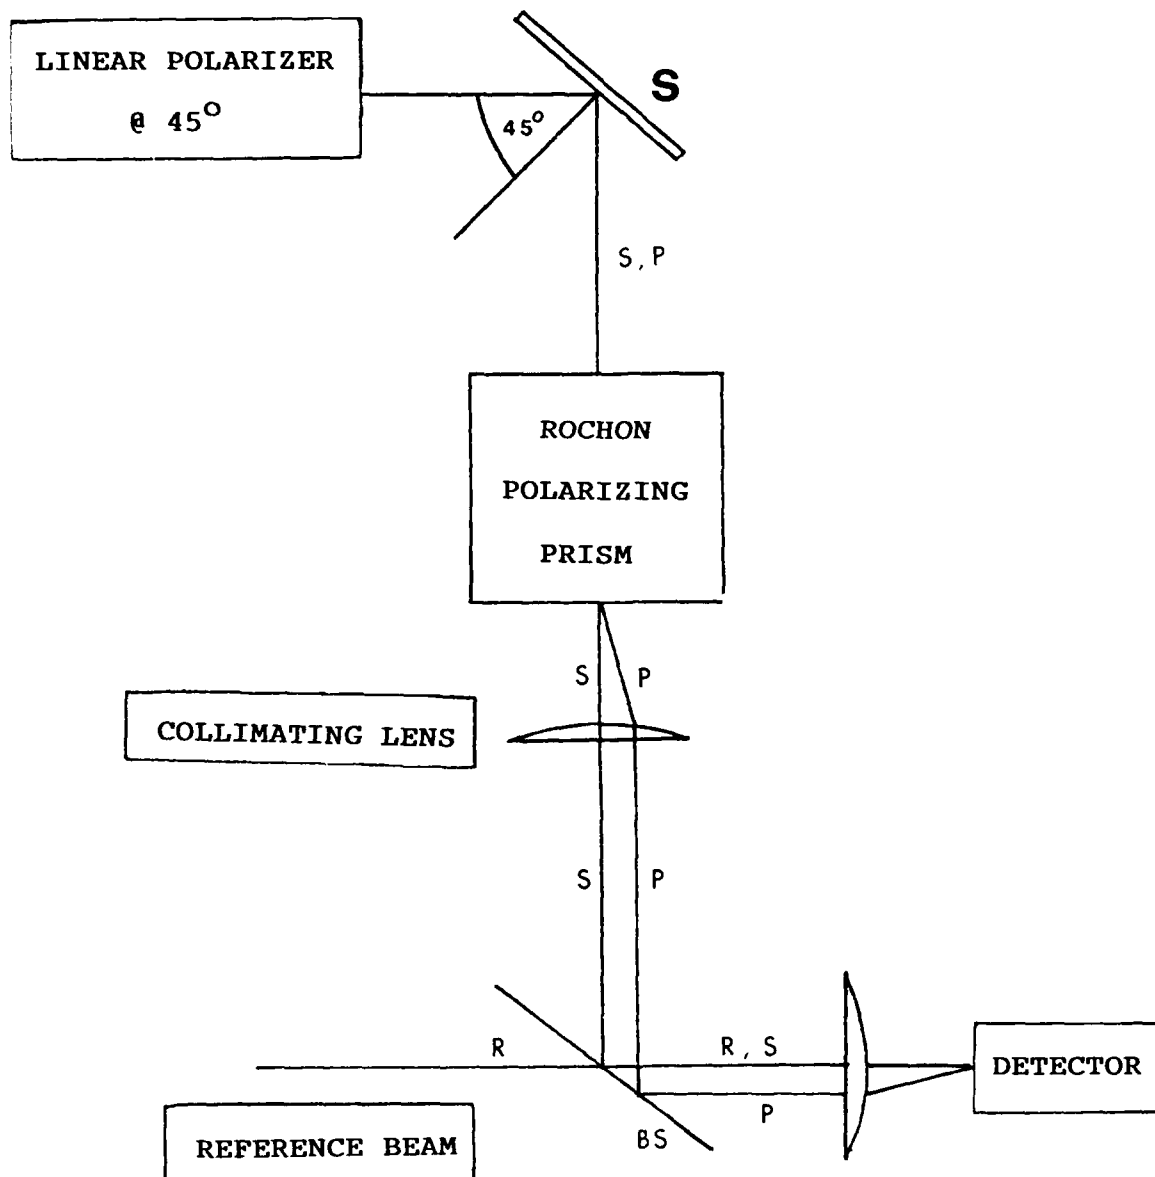 LINEAR POLARIZER
@ 45°
S
45°
S, P
ROCHON
POLARIZING
PRISM
S P
COLLIMATING LENS
S P
R R, S
DETECTOR
P
BS
REFERENCE BEAM